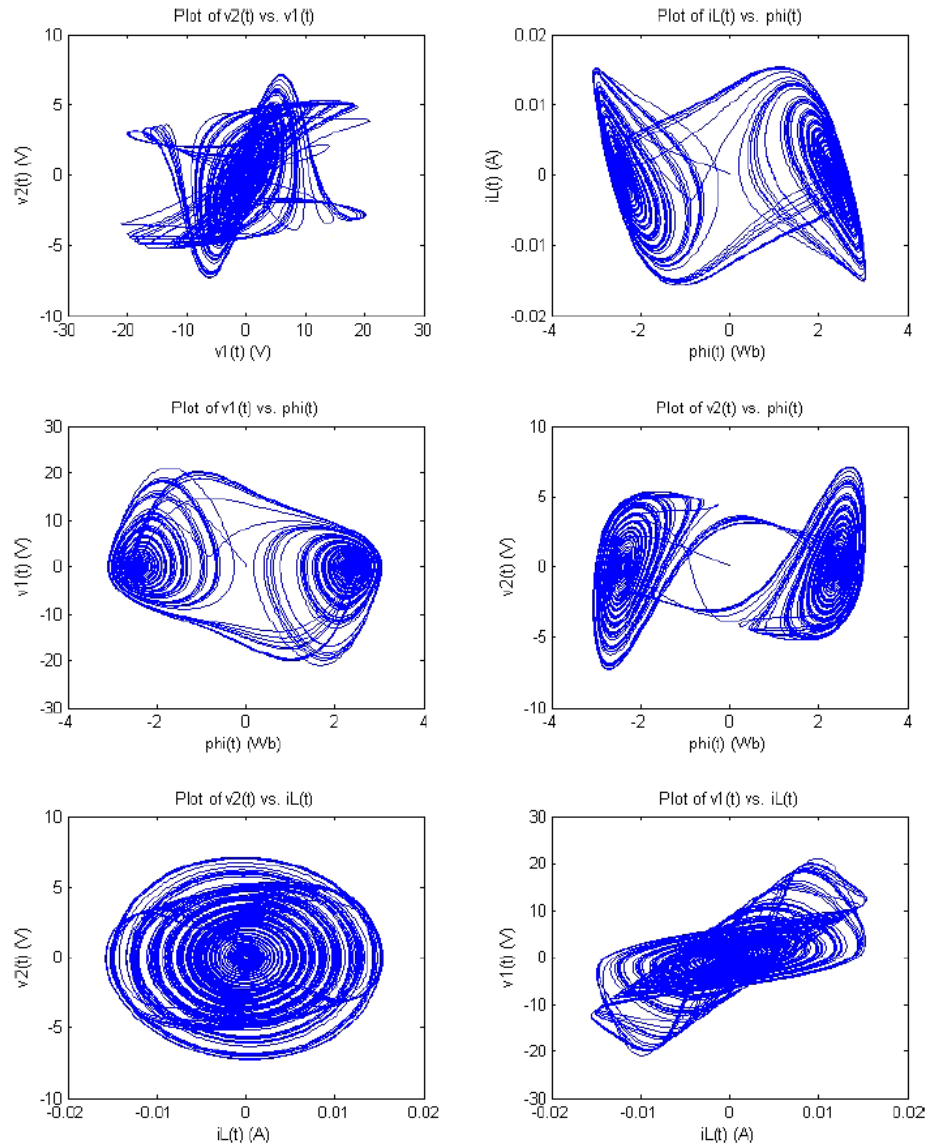 Plot of v2(t) vs. v1(t)
10
5
0
-5
-10
v2(t) (V)
-30 -20 -10 0 10 20 30
v1(t) (V)
Plot of iL(t) vs. phi(t)
0.02
0.01
0
-0.01
-0.02
iL(t) (A)
-4 -2 0 2 4
phi(t) (Wb)
Plot of v1(t) vs. phi(t)
30
20
10
0
-10
-20
-30
v1(t) (V)
-4 -2 0 2 4
phi(t) (Wb)
Plot of v2(t) vs. phi(t)
10
5
0
-5
-10
v2(t) (V)
-4 -2 0 2 4
phi(t) (Wb)
Plot of v2(t) vs. iL(t)
10
5
0
-5
-10
v2(t) (V)
-0.02 -0.01 0 0.01 0.02
iL(t) (A)
Plot of v1(t) vs. iL(t)
30
20
10
0
-10
-20
-30
v1(t) (V)
-0.02 -0.01 0 0.01 0.02
iL(t) (A)